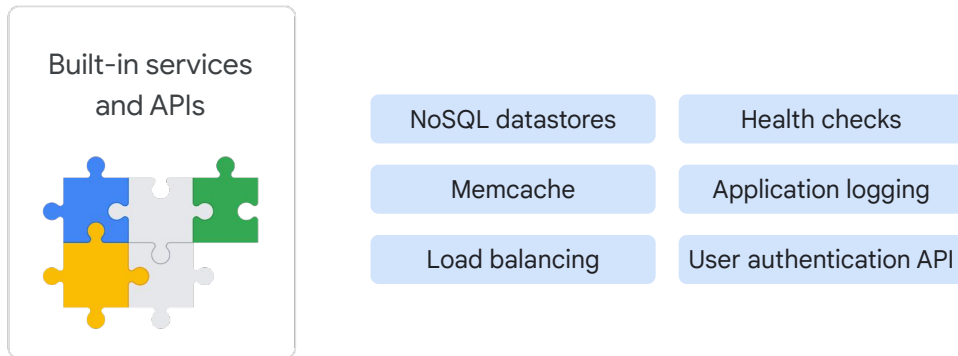 Built-in services
and APIs
NoSQL datastores
Health checks
Memcache
Application logging
Load balancing
User authentication API